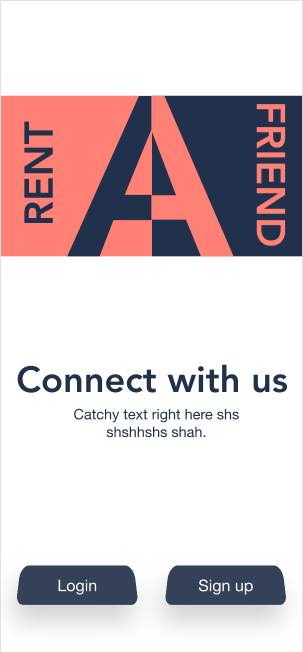 RENT
A
FRIEND
Connect with us
Catchy text right here shs
shshhshs shah.
Login
Sign up